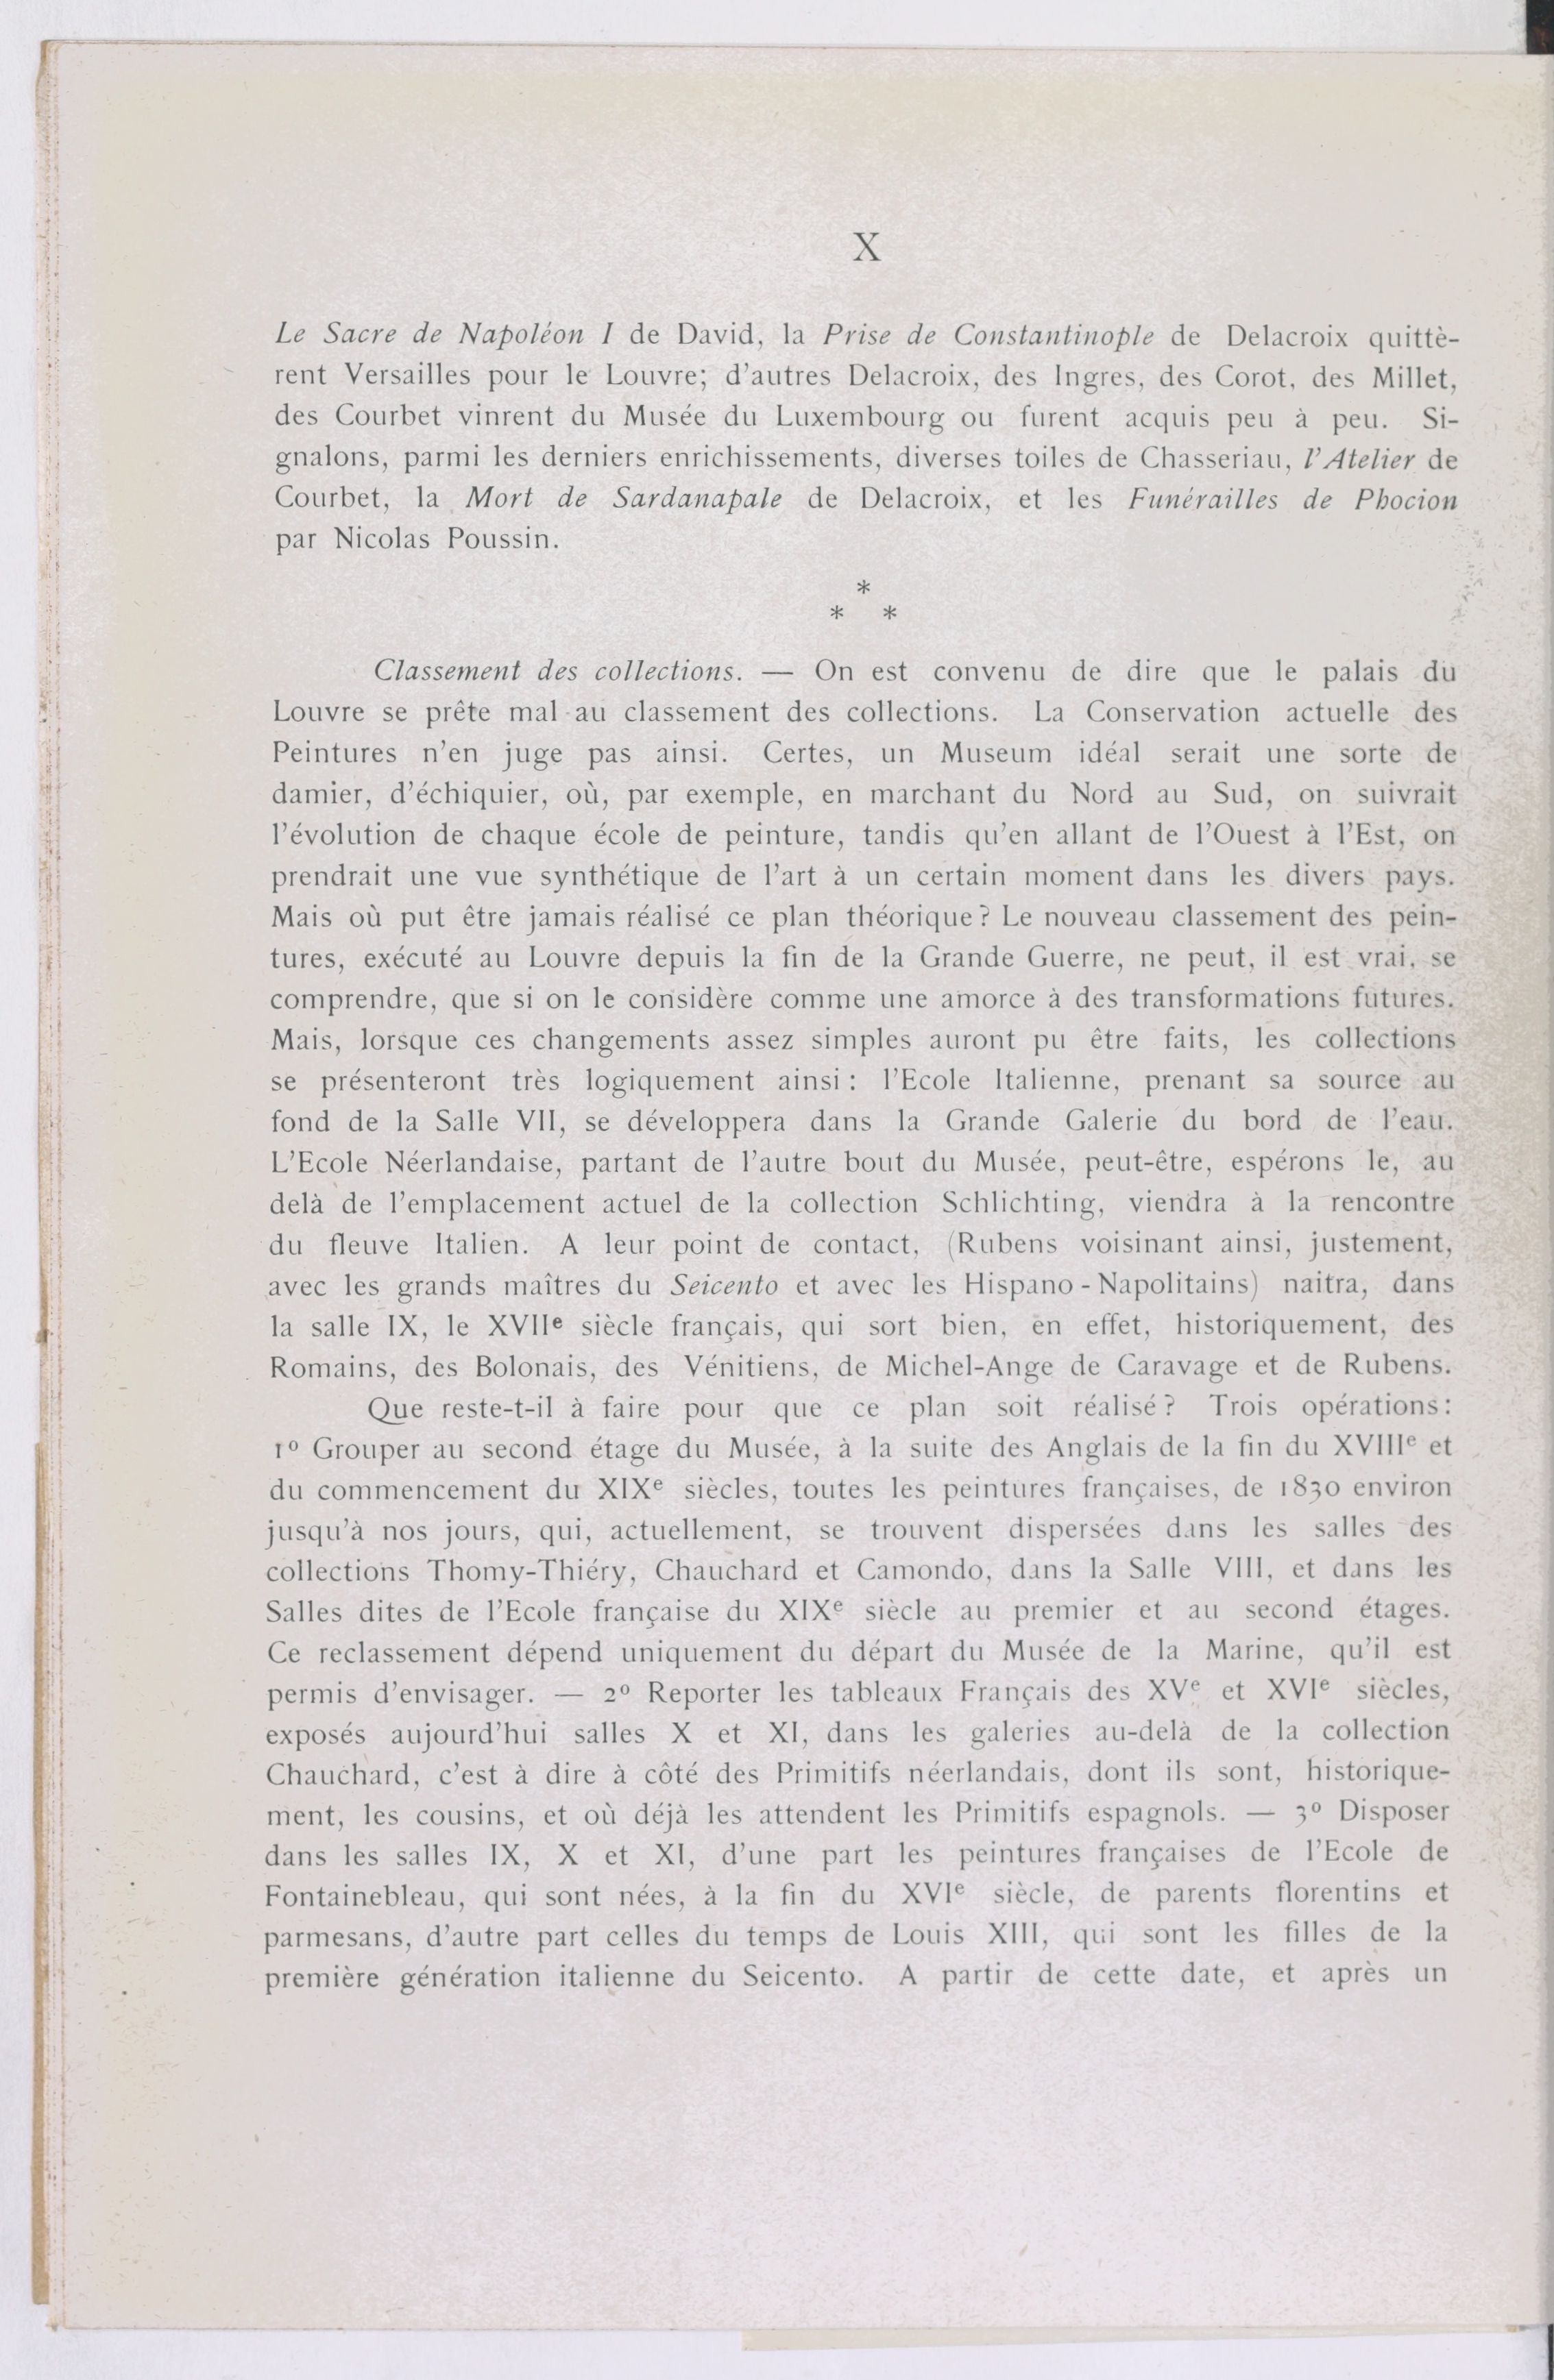 X
Le Sacre de Napoléon I de David, la Prise de Constantinople de Delacroix quittè-
rent Versailles pour le Louvre; d'autres Delacroix, des Ingres, des Corot, des Millet,
des Courbet vinrent du Musée du Luxembourg ou furent acquis peu à peu. Si-
gnalons, parmi les derniers enrichissements, diverses toiles de Chasseriau, l'Atelier de
Courbet, la Mort de Sardanapale de Delacroix, et les Funérailles de Phocion
par Nicolas Poussin.
*
* *
Classement des collections. — On est convenu de dire que le palais du
Louvre se prête mal au classement des collections. La Conservation actuelle des
Peintures n'en juge pas ainsi. Certes, un Museum idéal serait une sorte de
damier, d'échiquier, où, par exemple, en marchant du Nord au Sud, on suivrait
l'évolution de chaque école de peinture, tandis qu'en allant de l'Ouest à l'Est, on
prendrait une vue synthétique de l'art à un certain moment dans les divers pays.
Mais où put être jamais réalisé ce plan théorique? Le nouveau classement des pein-
tures, exécuté au Louvre depuis la fin de la Grande Guerre, ne peut, il est vrai, se
comprendre, que si on le considère comme une amorce à des transformations futures.
Mais, lorsque ces changements assez simples auront pu être faits, les collections
se présenteront très logiquement ainsi: l'Ecole Italienne, prenant sa source au
fond de la Salle VII, se développera dans la Grande Galerie du bord de l'eau.
L'Ecole Néerlandaise, partant de l'autre bout du Musée, peut-être, espérons le, au
delà de l'emplacement actuel de la collection Schlichting, viendra à la rencontre
du fleuve Italien. A leur point de contact, (Rubens voisinant ainsi, justement,
avec les grands maîtres du Seicento et avec les Hispano-Napolitains) naitra, dans
la salle IX, le XVIIe siècle français, qui sort bien, en effet, historiquement, des
Romains, des Bolonais, des Vénitiens, de Michel-Ange de Caravage et de Rubens.
Que reste-t-il à faire pour que ce plan soit réalisé? Trois opérations:
1º Grouper au second étage du Musée, à la suite des Anglais de la fin du XVIIIe et
du commencement du XIXe siècles, toutes les peintures françaises, de 1830 environ
jusqu'à nos jours, qui, actuellement, se trouvent dispersées dans les salles des
collections Thomy-Thiéry, Chauchard et Camondo, dans la Salle VIII, et dans les
Salles dites de l'Ecole française du XIXe siècle au premier et au second étages.
Ce reclassement dépend uniquement du départ du Musée de la Marine, qu'il est
permis d'envisager. — 2º Reporter les tableaux Français des XVe et XVIe siècles,
exposés aujourd'hui salles X et XI, dans les galeries au-delà de la collection
Chauchard, c'est à dire à côté des Primitifs néerlandais, dont ils sont, historique-
ment, les cousins, et où déjà les attendent les Primitifs espagnols. — 3º Disposer
dans les salles IX, X et XI, d'une part les peintures françaises de l'Ecole de
Fontainebleau, qui sont nées, à la fin du XVIe siècle, de parents florentins et
parmesans, d'autre part celles du temps de Louis XIII, qui sont les filles de la
première génération italienne du Seicento. A partir de cette date, et après un